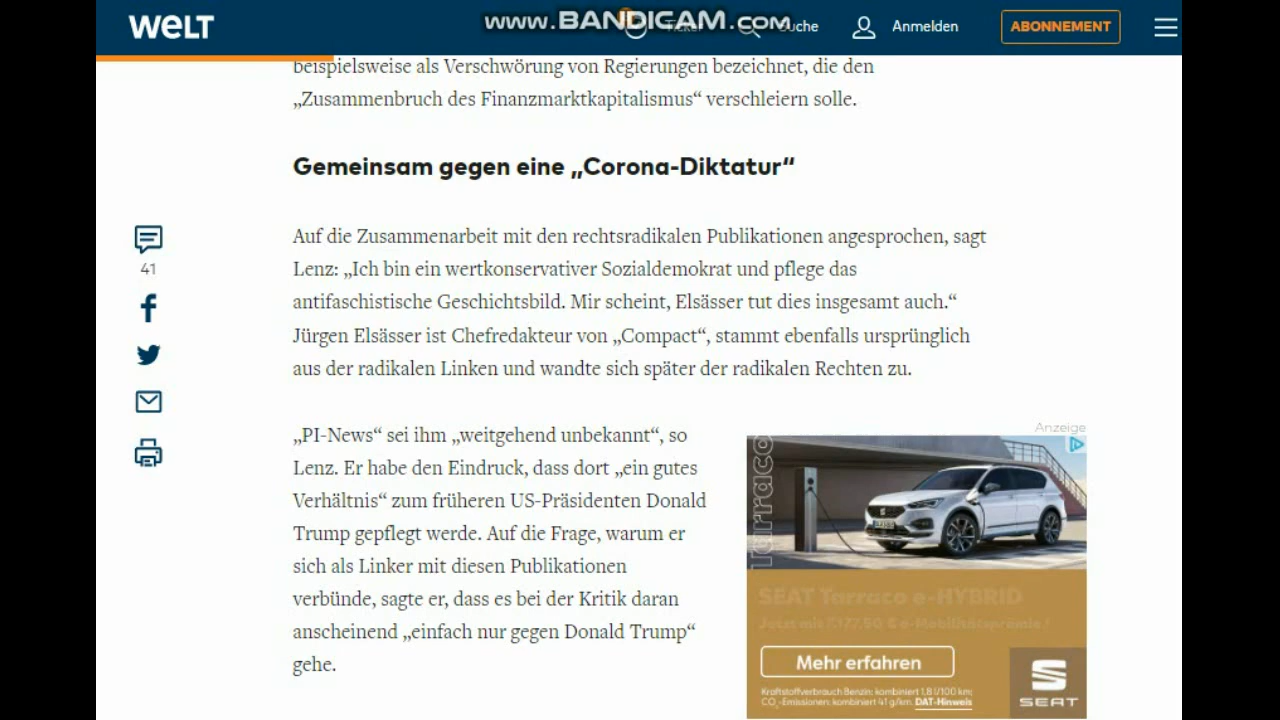 WELT
www.BANDICAM.com
Suche
Anmelden
ABONNEMENT
beispielsweise als Verschwörung von Regierungen bezeichnet, die den
„Zusammenbruch des Finanzmarktkapitalismus“ verschleiern solle.
Gemeinsam gegen eine „Corona-Diktatur“
41
Auf die Zusammenarbeit mit den rechtsradikalen Publikationen angesprochen, sagt
Lenz: „Ich bin ein wertkonservativer Sozialdemokrat und pflege das
antifaschistische Geschichtsbild. Mir scheint, Elsässer tut dies insgesamt auch.“
Jürgen Elsässer ist Chefredakteur von „Compact“, stammt ebenfalls ursprünglich
aus der radikalen Linken und wandte sich später der radikalen Rechten zu.
„PI-News“ sei ihm „weitgehend unbekannt“, so
Lenz. Er habe den Eindruck, dass dort „ein gutes
Verhältnis“ zum früheren US-Präsidenten Donald
Trump gepflegt werde. Auf die Frage, warum er
sich als Linker mit diesen Publikationen
verbünde, sagte er, dass es bei der Kritik daran
anscheinend „einfach nur gegen Donald Trump“
gehe.
Anzeige
Tarraco
SEAT Tarraco e-HYBRID
Jetzt mit 7.177,50 € e-Mobilitätsprämie!
Mehr erfahren
Kraftstoffverbrauch Benzin: kombiniert 1,8 l/100 km;
CO₂-Emissionen: kombiniert 41 g/km. DAT-Hinweis
SEAT